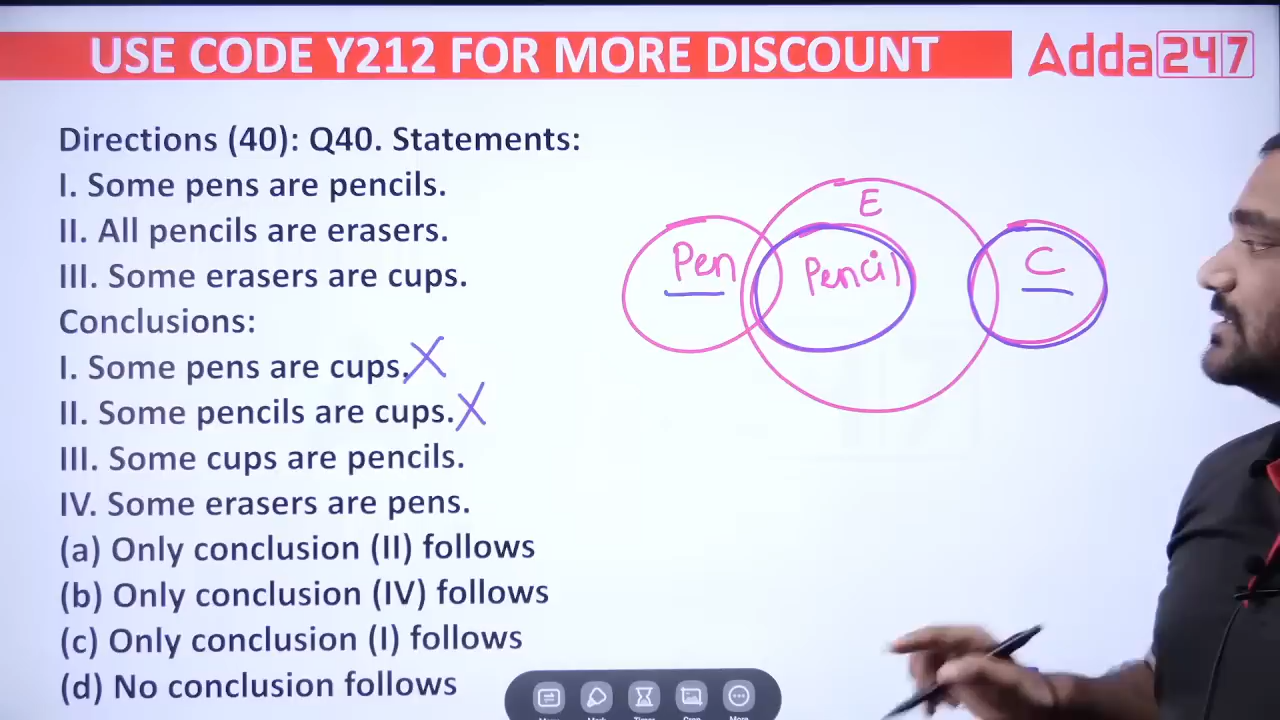 USE CODE Y212 FOR MORE DISCOUNT
Adda247
Directions (40): Q40. Statements:
I. Some pens are pencils.
II. All pencils are erasers.
III. Some erasers are cups.
Conclusions:
I. Some pens are cups.
II. Some pencils are cups.
III. Some cups are pencils.
IV. Some erasers are pens.
(a) Only conclusion (II) follows
(b) Only conclusion (IV) follows
(c) Only conclusion (I) follows
(d) No conclusion follows
E
Pen
Pencil
C